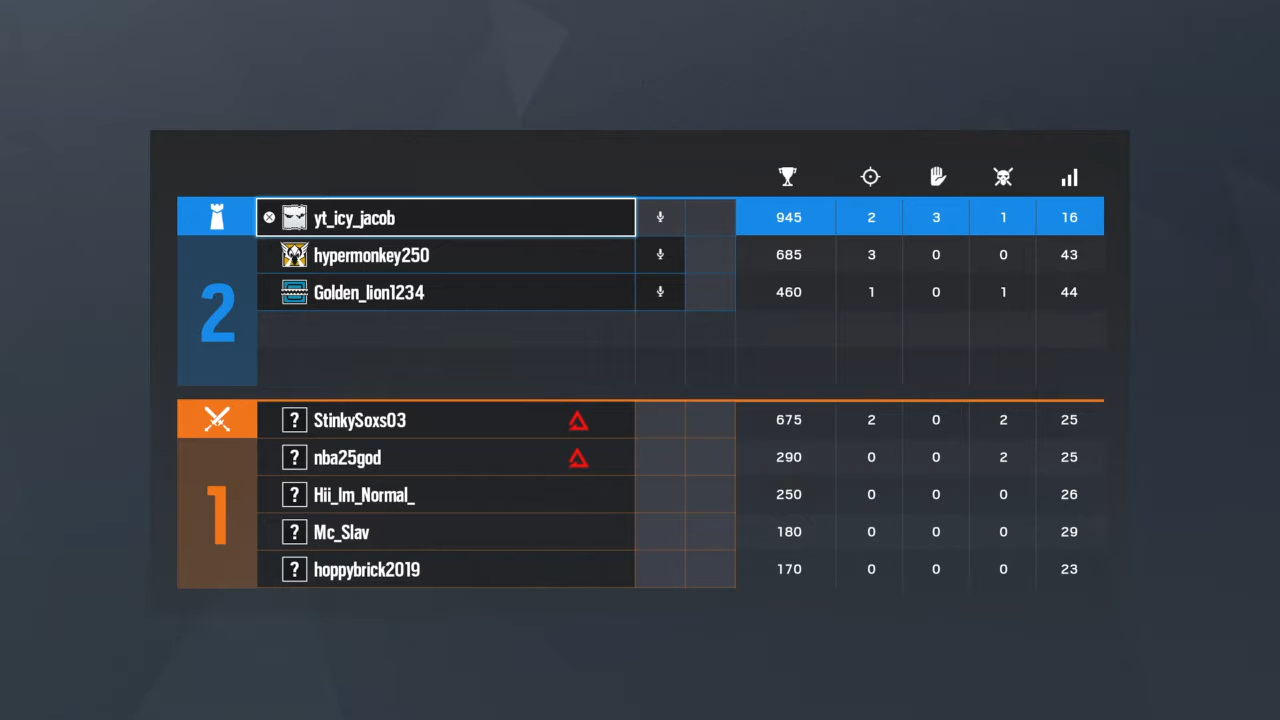 yt_icy_jacob 945 2 3 1 16
hypermonkey250 685 3 0 0 43
2
Golden_lion1234 460 1 0 1 44
? StinkySoxs03 675 2 0 2 25
? nba25god 290 0 0 2 25
1
? Hii_Im_Normal_ 250 0 0 0 26
? Mc_Slav 180 0 0 0 29
? hoppybrick2019 170 0 0 0 23